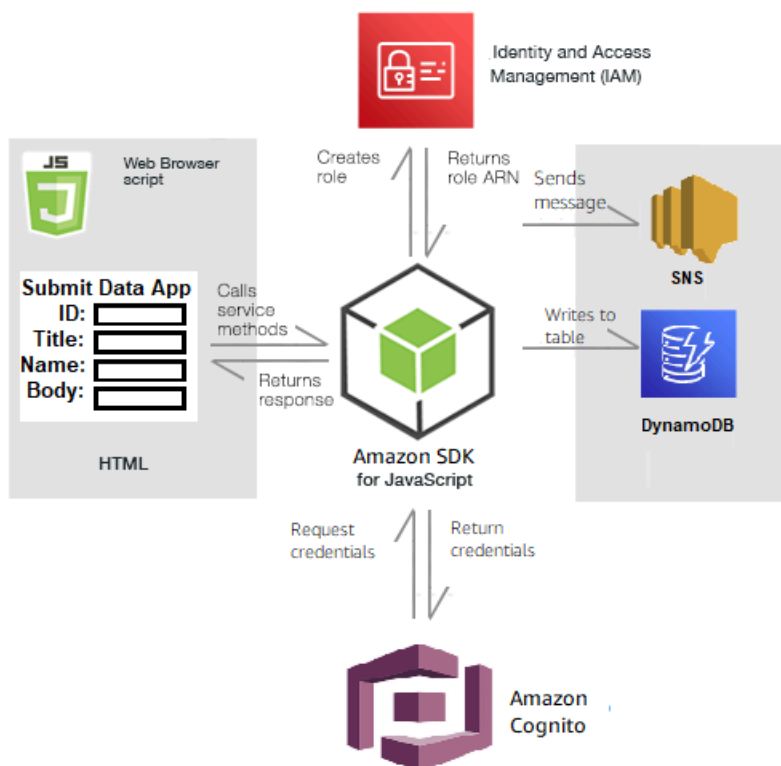 Identity and Access
Management (IAM)
JS
Web Browser
script
Creates
role
Returns
role ARN
Sends
message
SNS
Submit Data App
ID:
Title:
Name:
Body:
Calls
service
methods
Returns
response
Writes to
table
DynamoDB
HTML
Amazon SDK
for JavaScript
Request
credentials
Return
credentials
Amazon
Cognito